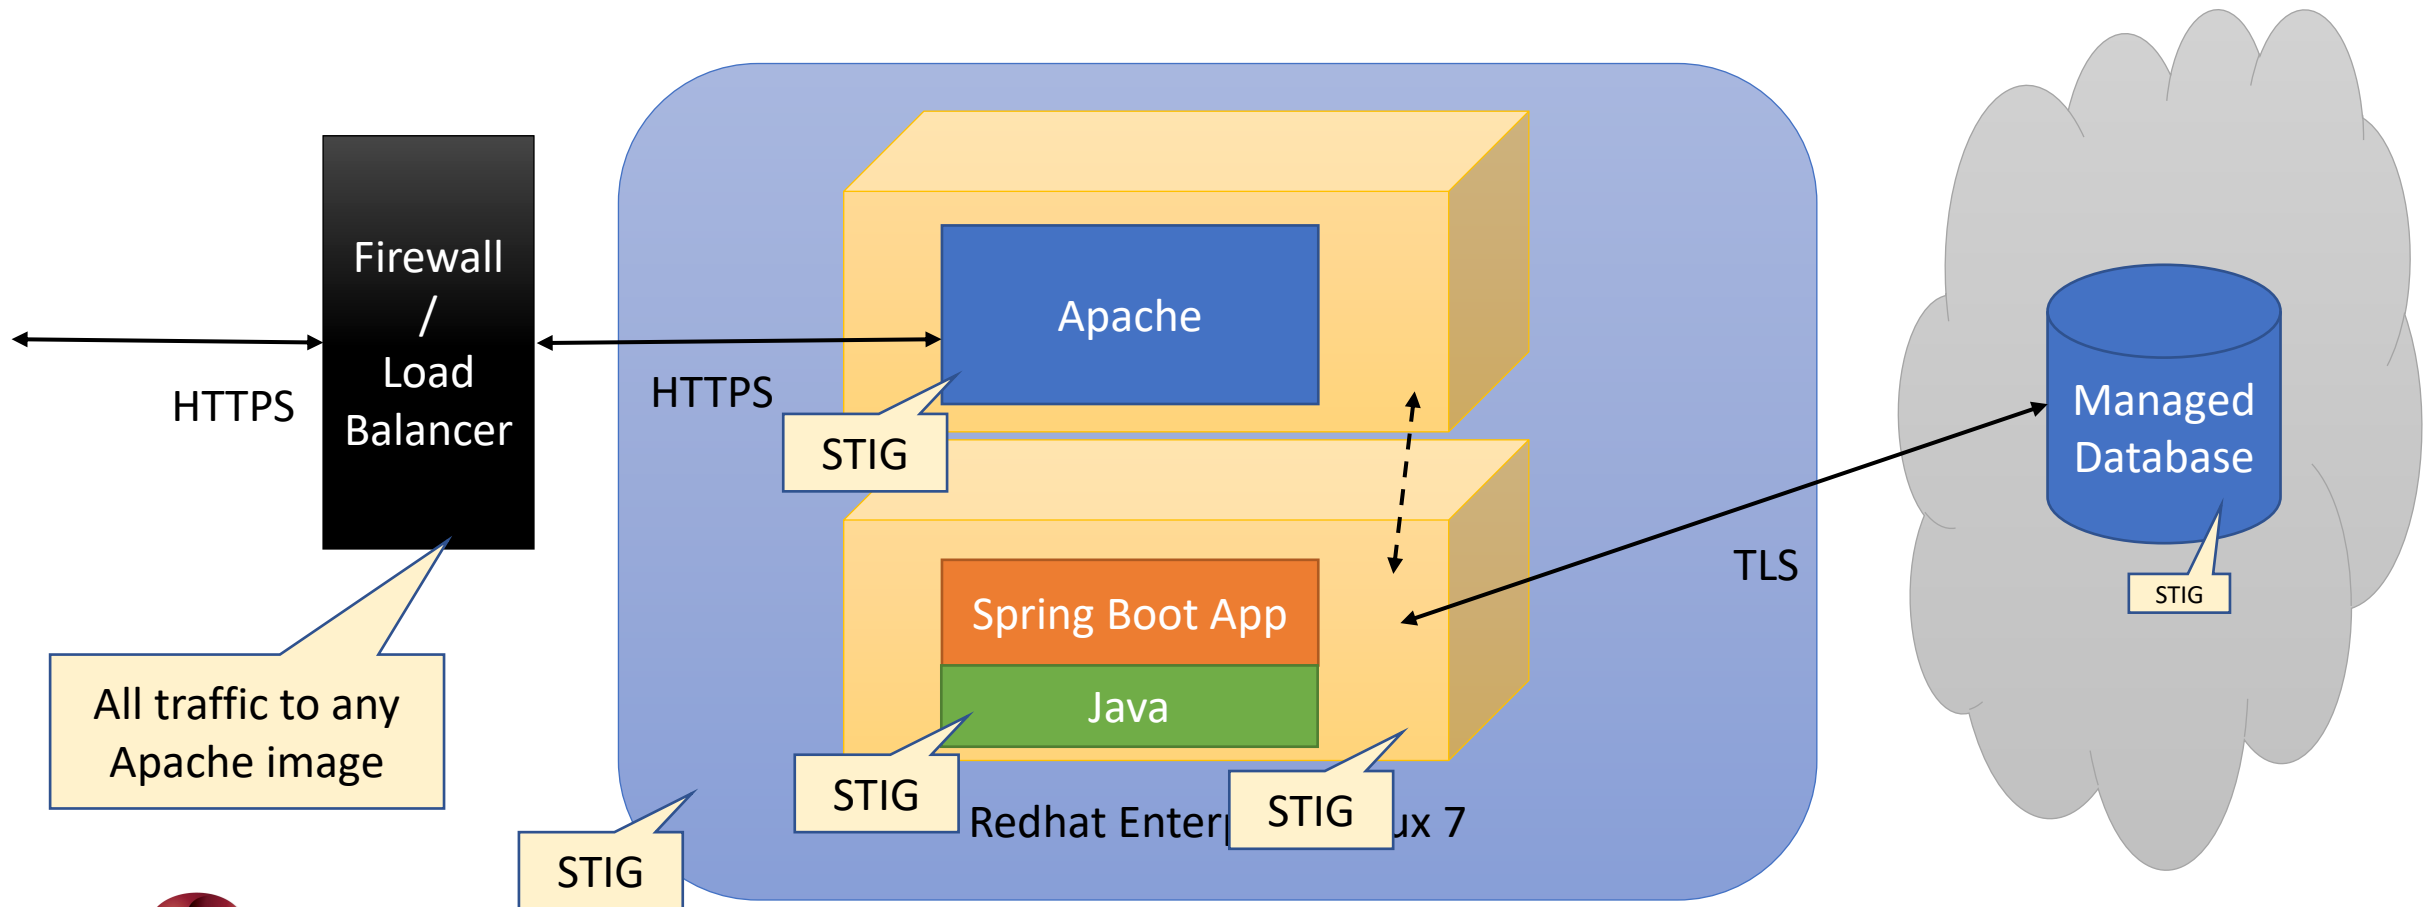 Firewall
/
Load
Balancer
HTTPS
HTTPS
Apache
STIG
Spring Boot App
Java
STIG
STIG
Redhat ux 7
STIG
All traffic to any
Apache image
TLS
Managed
Database
STIG